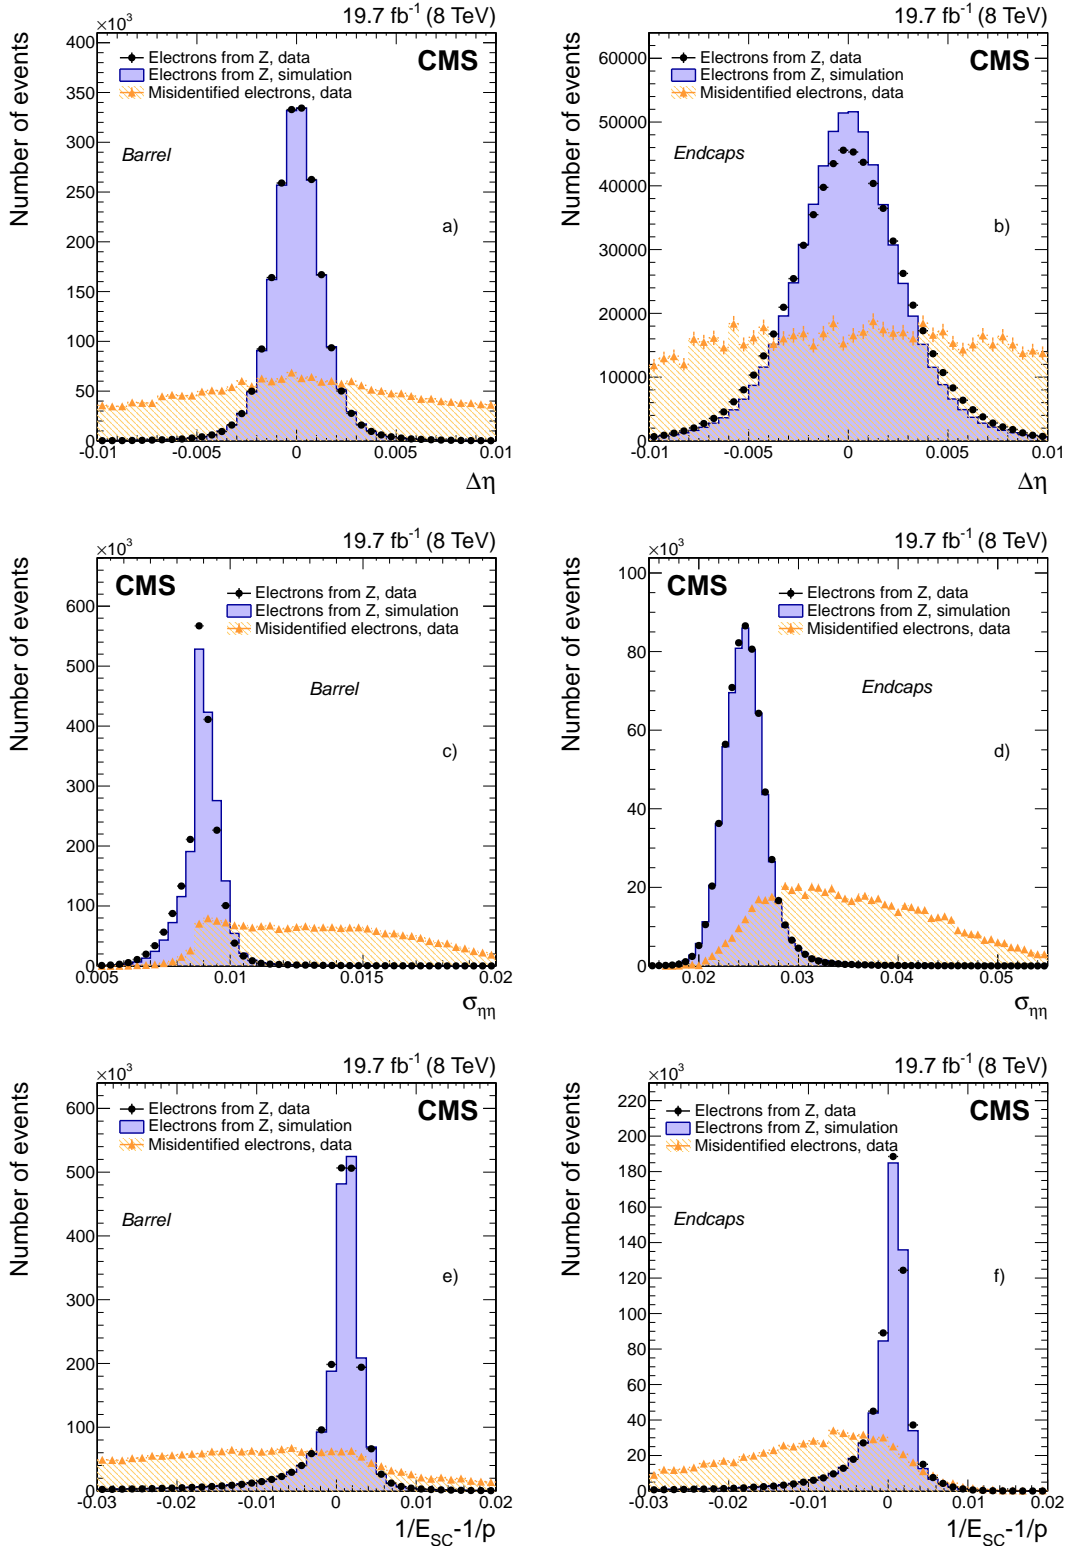 ×10³
19.7 fb⁻¹ (8 TeV)
Number of events
400
350
300
250
200
150
100
50
0
Electrons from Z, data
Electrons from Z, simulation
Misidentified electrons, data
CMS
Barrel
a)
-0.01
-0.005
0
0.005
0.01
Δη
19.7 fb⁻¹ (8 TeV)
Number of events
60000
50000
40000
30000
20000
10000
0
Electrons from Z, data
Electrons from Z, simulation
Misidentified electrons, data
CMS
Endcaps
b)
-0.01
-0.005
0
0.005
0.01
Δη
×10³
19.7 fb⁻¹ (8 TeV)
Number of events
600
500
400
300
200
100
0
CMS
Electrons from Z, data
Electrons from Z, simulation
Misidentified electrons, data
Barrel
c)
0.005
0.01
0.015
0.02
σηη
×10³
19.7 fb⁻¹ (8 TeV)
Number of events
100
80
60
40
20
0
CMS
Electrons from Z, data
Electrons from Z, simulation
Misidentified electrons, data
Endcaps
d)
0.02
0.03
0.04
0.05
σηη
×10³
19.7 fb⁻¹ (8 TeV)
Number of events
600
500
400
300
200
100
0
Electrons from Z, data
Electrons from Z, simulation
Misidentified electrons, data
CMS
Barrel
e)
-0.03
-0.02
-0.01
0
0.01
0.02
1/E_SC-1/p
×10³
19.7 fb⁻¹ (8 TeV)
Number of events
220
200
180
160
140
120
100
80
60
40
20
0
Electrons from Z, data
Electrons from Z, simulation
Misidentified electrons, data
CMS
Endcaps
f)
-0.03
-0.02
-0.01
0
0.01
0.02
1/E_SC-1/p